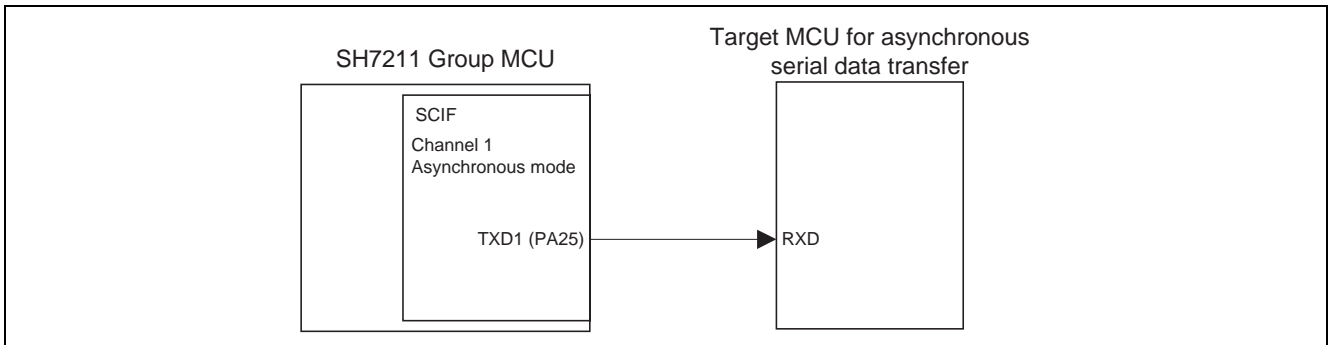 SH7211 Group MCU
Target MCU for asynchronous
serial data transfer
SCIF
Channel 1
Asynchronous mode
TXD1 (PA25)
RXD